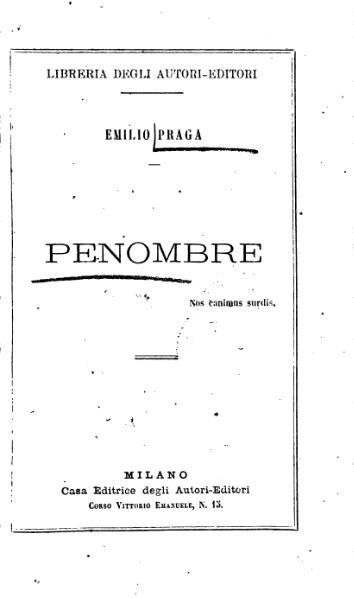 LIBRERIA DEGLI AUTORI-EDITORI
EMILIO PRAGA
PENOMBRE
Nos canimus surdis.
MILANO
Casa Editrice degli Autori-Editori
CORSO VITTORIO EMANUELE, N. 13.